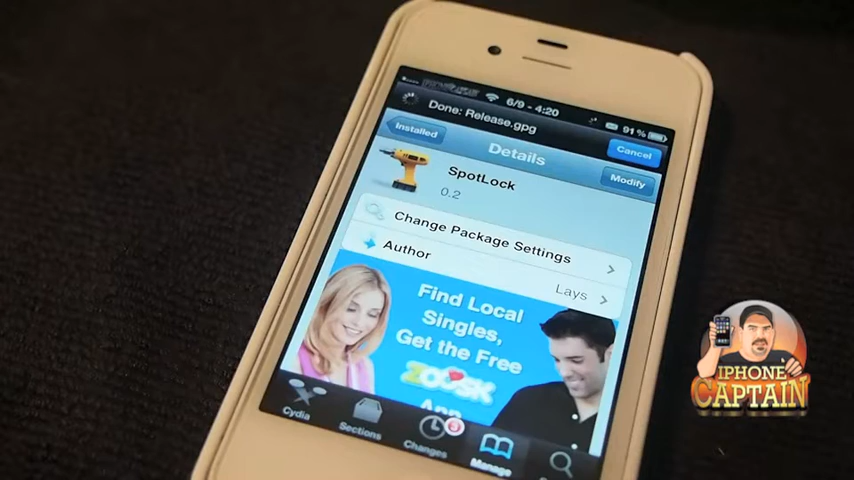 6/9 - 4:20
91%
Done: Release.gpg
Cancel
Installed
Details
Modify
SpotLock
0.2
Change Package Settings
Author
Lays
Find Local
Singles,
Get the Free
zoosk
App
Cydia
Sections
Changes
3
Manage
IPHONE
CAPTAIN